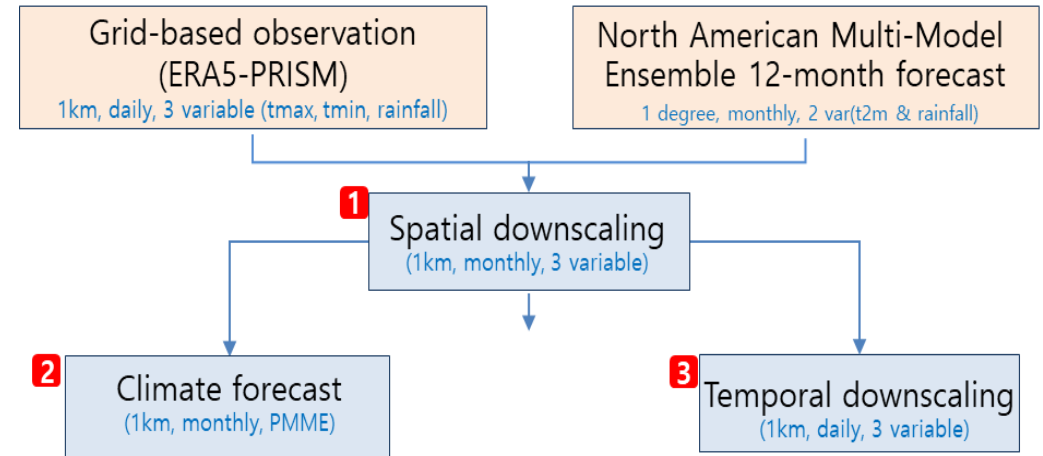 Grid-based observation
(ERA5-PRISM)
1km, daily, 3 variable (tmax, tmin, rainfall)
North American Multi-Model
Ensemble 12-month forecast
1 degree, monthly, 2 var(t2m & rainfall)
1
Spatial downscaling
(1km, monthly, 3 variable)
2
Climate forecast
(1km, monthly, PMME)
3
Temporal downscaling
(1km, daily, 3 variable)